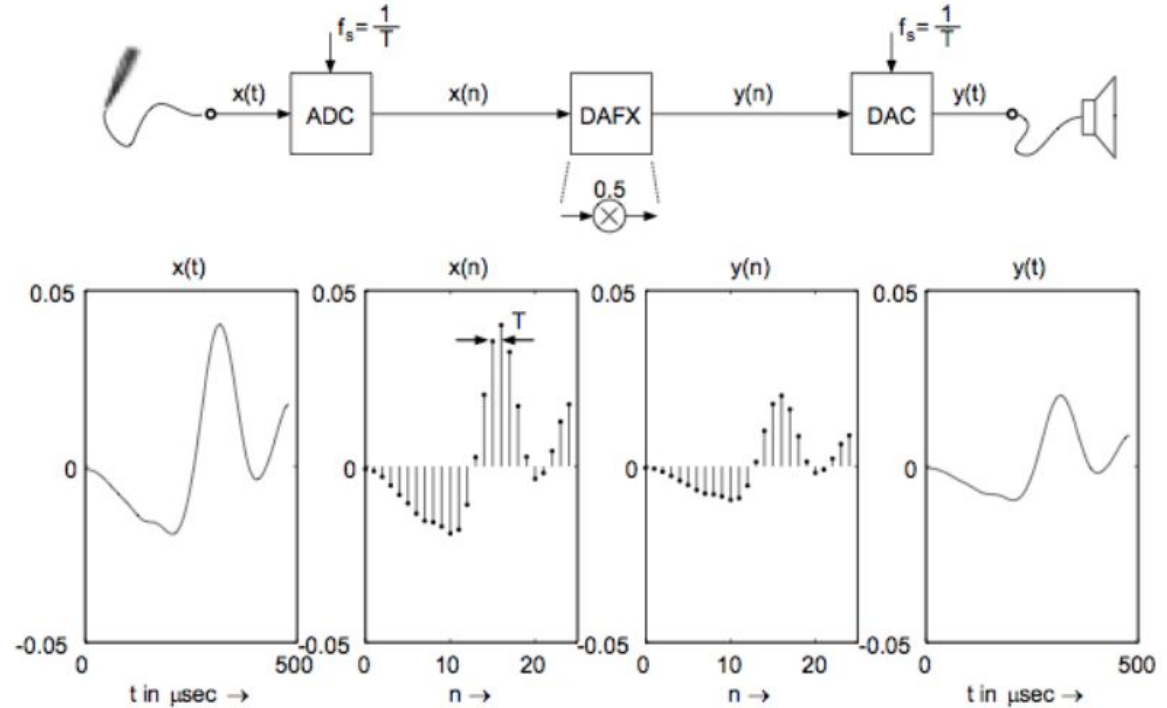 fs= 1/T fs= 1/T
x(t) ADC x(n) DAFX y(n) DAC y(t)
0.5
x(t) x(n) y(n) y(t)
0.05 0.05 0.05 0.05
T
0 0 0 0
-0.05 -0.05 -0.05 -0.05
0 500 0 10 20 0 10 20 0 500
t in μsec → n → n → t in μsec →